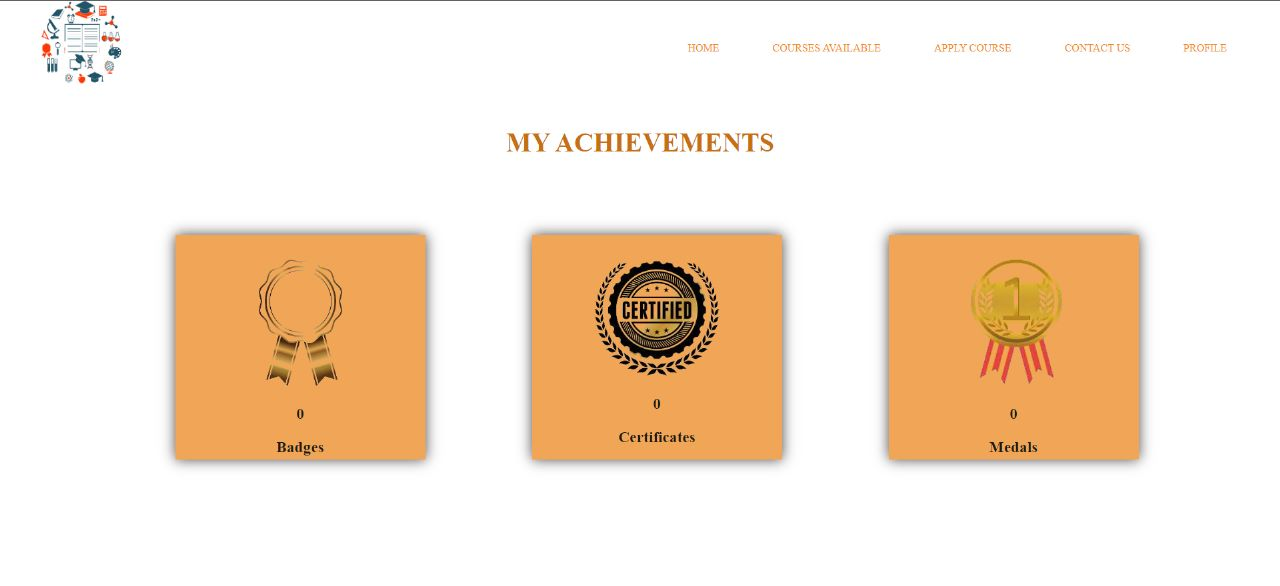 HOME COURSES AVAILABLE APPLY COURSE CONTACT US PROFILE
MY ACHIEVEMENTS
CERTIFIED
1
0
0
0
Badges
Certificates
Medals